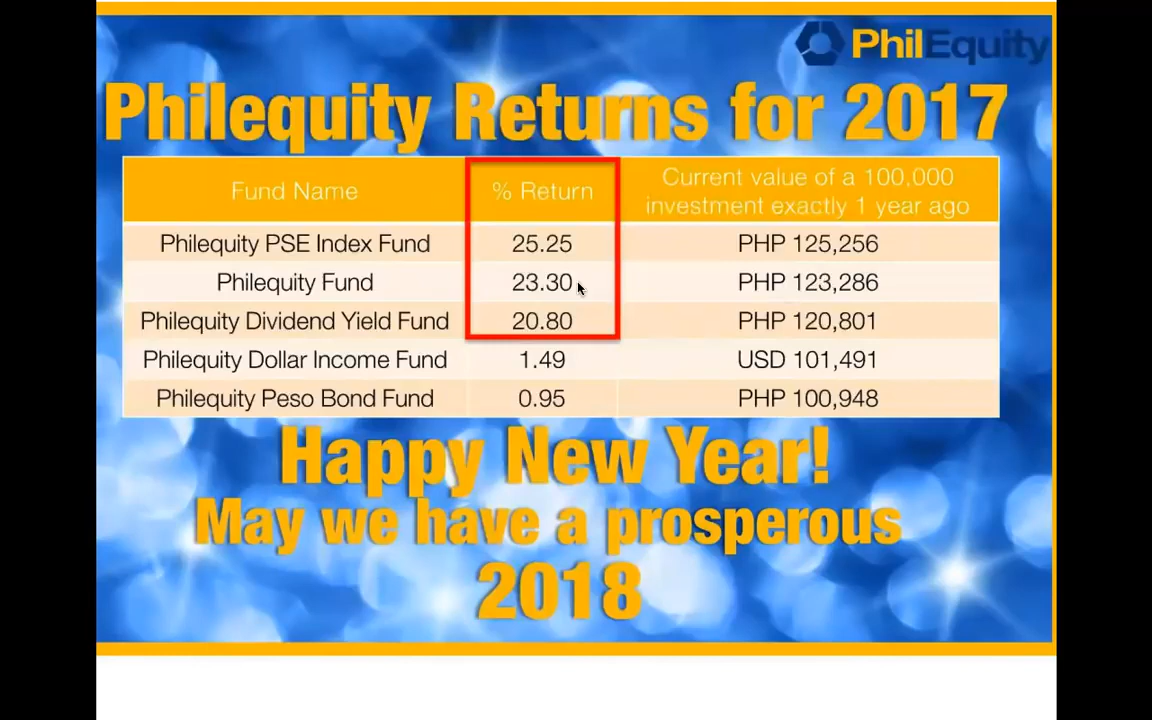 PhilEquity
Philequity Returns for 2017
Fund Name % Return Current value of a 100,000 investment exactly 1 year ago
Philequity PSE Index Fund 25.25 PHP 125,256
Philequity Fund 23.30 PHP 123,286
Philequity Dividend Yield Fund 20.80 PHP 120,801
Philequity Dollar Income Fund 1.49 USD 101,491
Philequity Peso Bond Fund 0.95 PHP 100,948
Happy New Year!
May we have a prosperous
2018